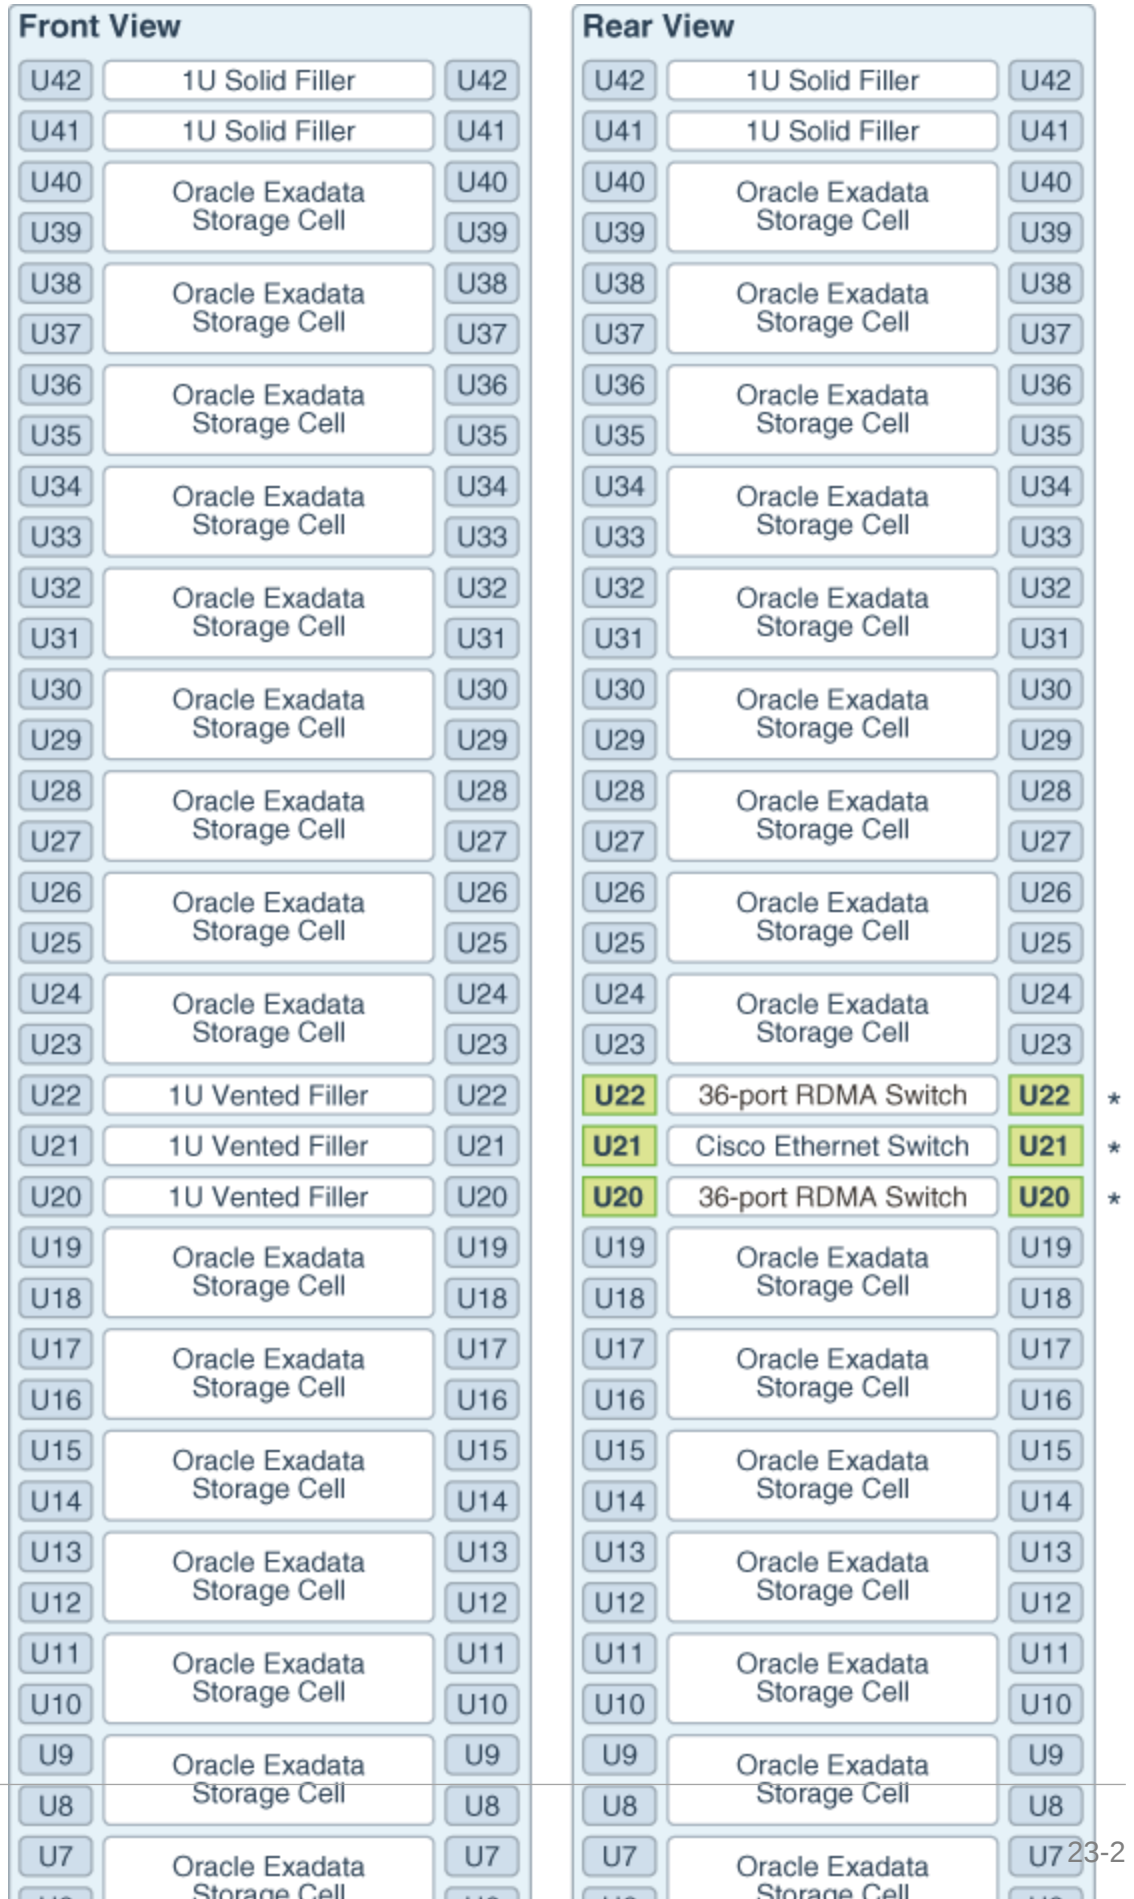 Front View
U42 1U Solid Filler U42
U41 1U Solid Filler U41
U40 Oracle Exadata U40
U39 Storage Cell U39
U38 Oracle Exadata U38
U37 Storage Cell U37
U36 Oracle Exadata U36
U35 Storage Cell U35
U34 Oracle Exadata U34
U33 Storage Cell U33
U32 Oracle Exadata U32
U31 Storage Cell U31
U30 Oracle Exadata U30
U29 Storage Cell U29
U28 Oracle Exadata U28
U27 Storage Cell U27
U26 Oracle Exadata U26
U25 Storage Cell U25
U24 Oracle Exadata U24
U23 Storage Cell U23
U22 1U Vented Filler U22
U21 1U Vented Filler U21
U20 1U Vented Filler U20
U19 Oracle Exadata U19
U18 Storage Cell U18
U17 Oracle Exadata U17
U16 Storage Cell U16
U15 Oracle Exadata U15
U14 Storage Cell U14
U13 Oracle Exadata U13
U12 Storage Cell U12
U11 Oracle Exadata U11
U10 Storage Cell U10
U9 Oracle Exadata U9
U8 Storage Cell U8
U7 Oracle Exadata U7
Storage Cell
Rear View
U42 1U Solid Filler U42
U41 1U Solid Filler U41
U40 Oracle Exadata U40
U39 Storage Cell U39
U38 Oracle Exadata U38
U37 Storage Cell U37
U36 Oracle Exadata U36
U35 Storage Cell U35
U34 Oracle Exadata U34
U33 Storage Cell U33
U32 Oracle Exadata U32
U31 Storage Cell U31
U30 Oracle Exadata U30
U29 Storage Cell U29
U28 Oracle Exadata U28
U27 Storage Cell U27
U26 Oracle Exadata U26
U25 Storage Cell U25
U24 Oracle Exadata U24
U23 Storage Cell U23
U22 36-port RDMA Switch U22 *
U21 Cisco Ethernet Switch U21 *
U20 36-port RDMA Switch U20 *
U19 Oracle Exadata U19
U18 Storage Cell U18
U17 Oracle Exadata U17
U16 Storage Cell U16
U15 Oracle Exadata U15
U14 Storage Cell U14
U13 Oracle Exadata U13
U12 Storage Cell U12
U11 Oracle Exadata U11
U10 Storage Cell U10
U9 Oracle Exadata U9
U8 Storage Cell U8
U7 Oracle Exadata U7
Storage Cell
23-2